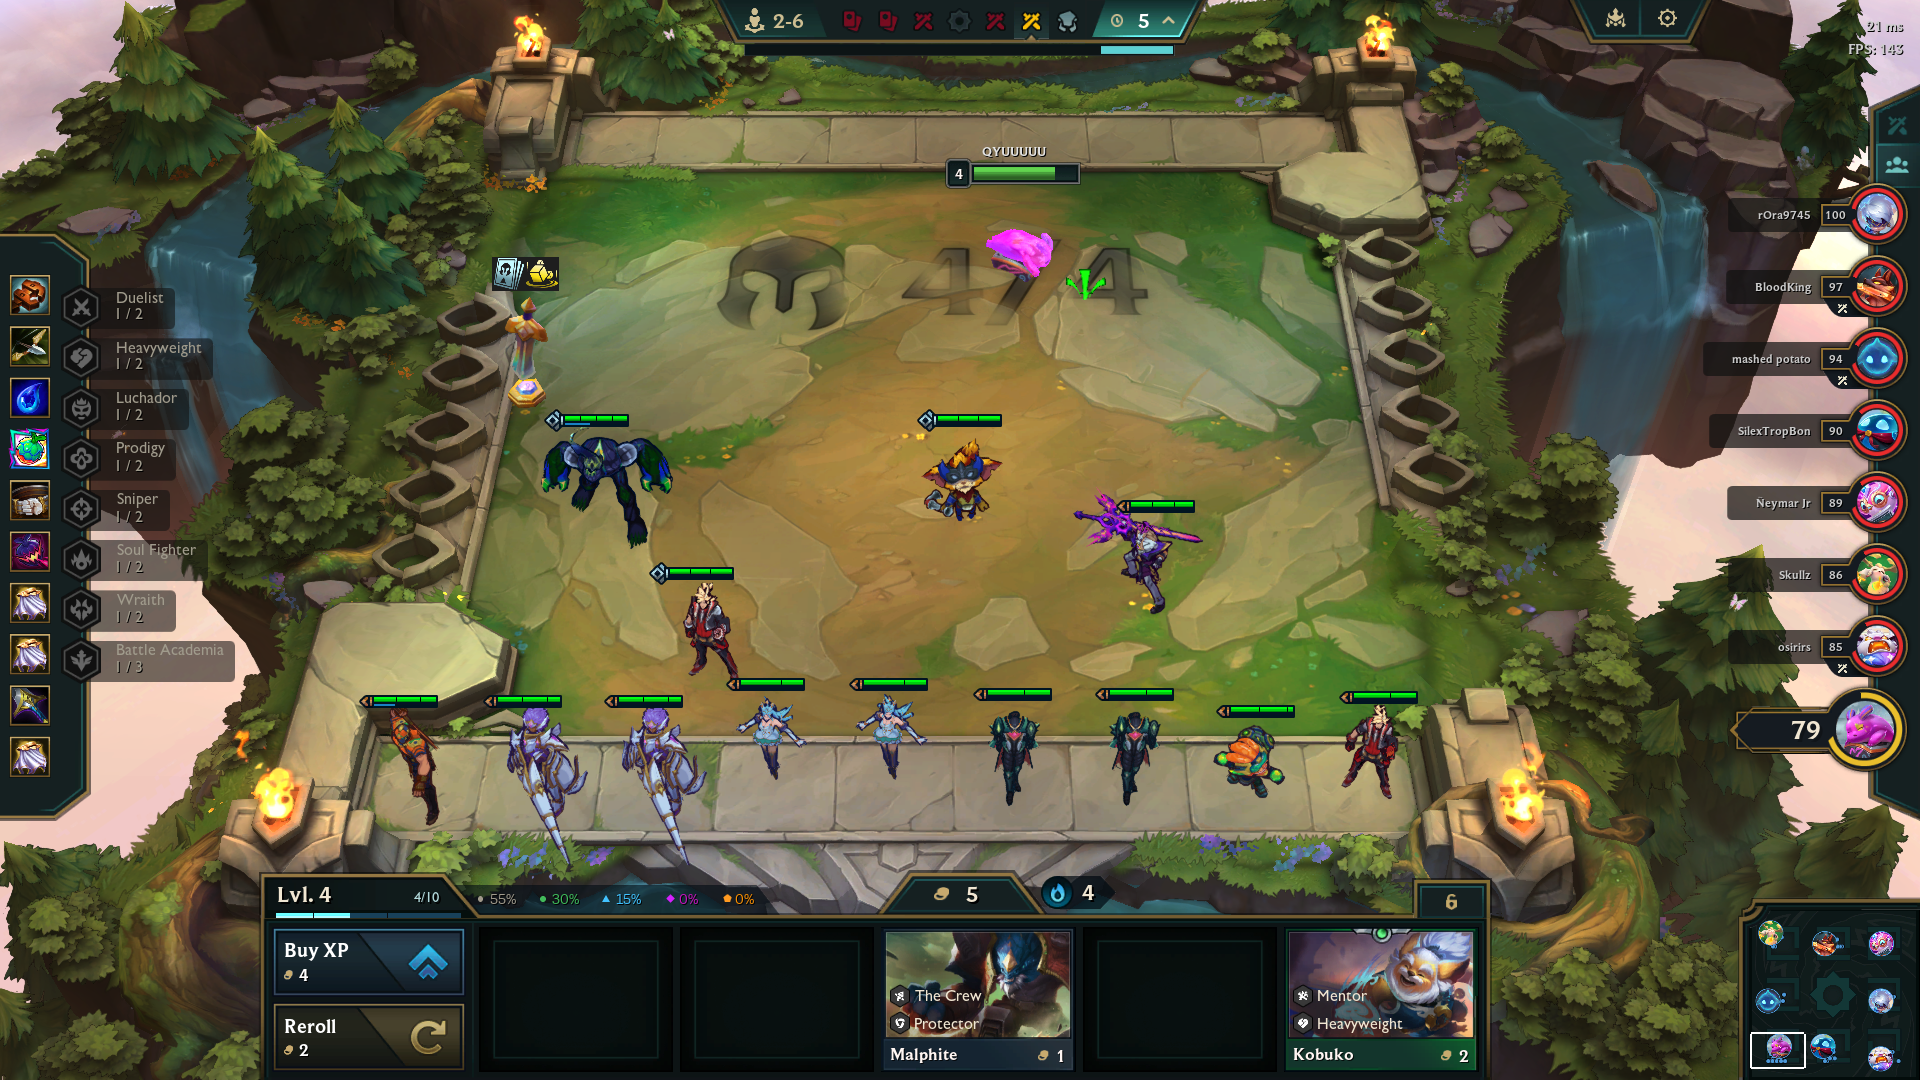 2-6
5
21 ms
FPS: 143
QYUUUUU
4
4/4
rOra9745 100
BloodKing 97
mashed potato 94
SilexTropBon 90
Ñeymar Jr 89
Skullz 86
osirirs 85
79
Duelist
1 / 2
Heavyweight
1 / 2
Luchador
1 / 2
Prodigy
1 / 2
Sniper
1 / 2
Soul Fighter
1 / 2
Wraith
1 / 2
Battle Academia
1 / 3
Lvl. 4
4/10
55% 30% 15% 0% 0%
5
4
6
Buy XP
4
Reroll
2
The Crew
Protector
Malphite 1
Mentor
Heavyweight
Kobuko 2